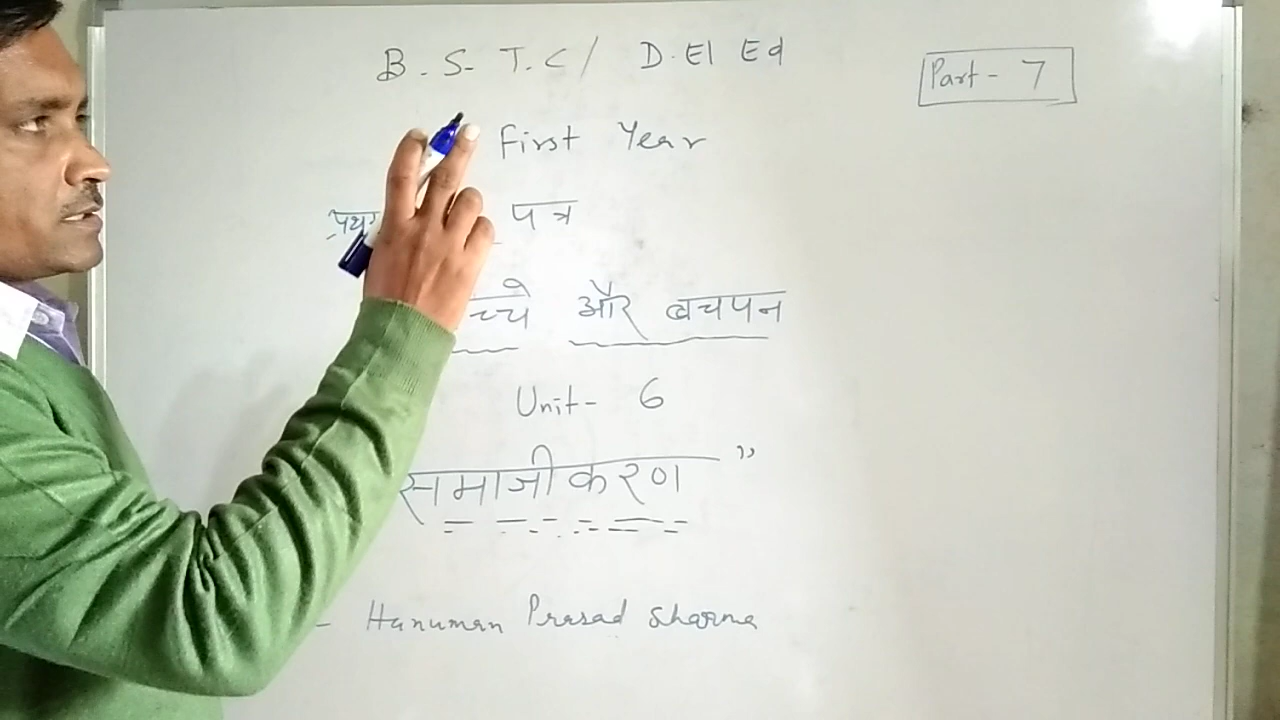 B.S.T.C/ D.El Ed
Part - 7
First Year
पत्र
और बचपन
Unit- 6
समाजीकरण "
- Hanuman Prasad Sharma